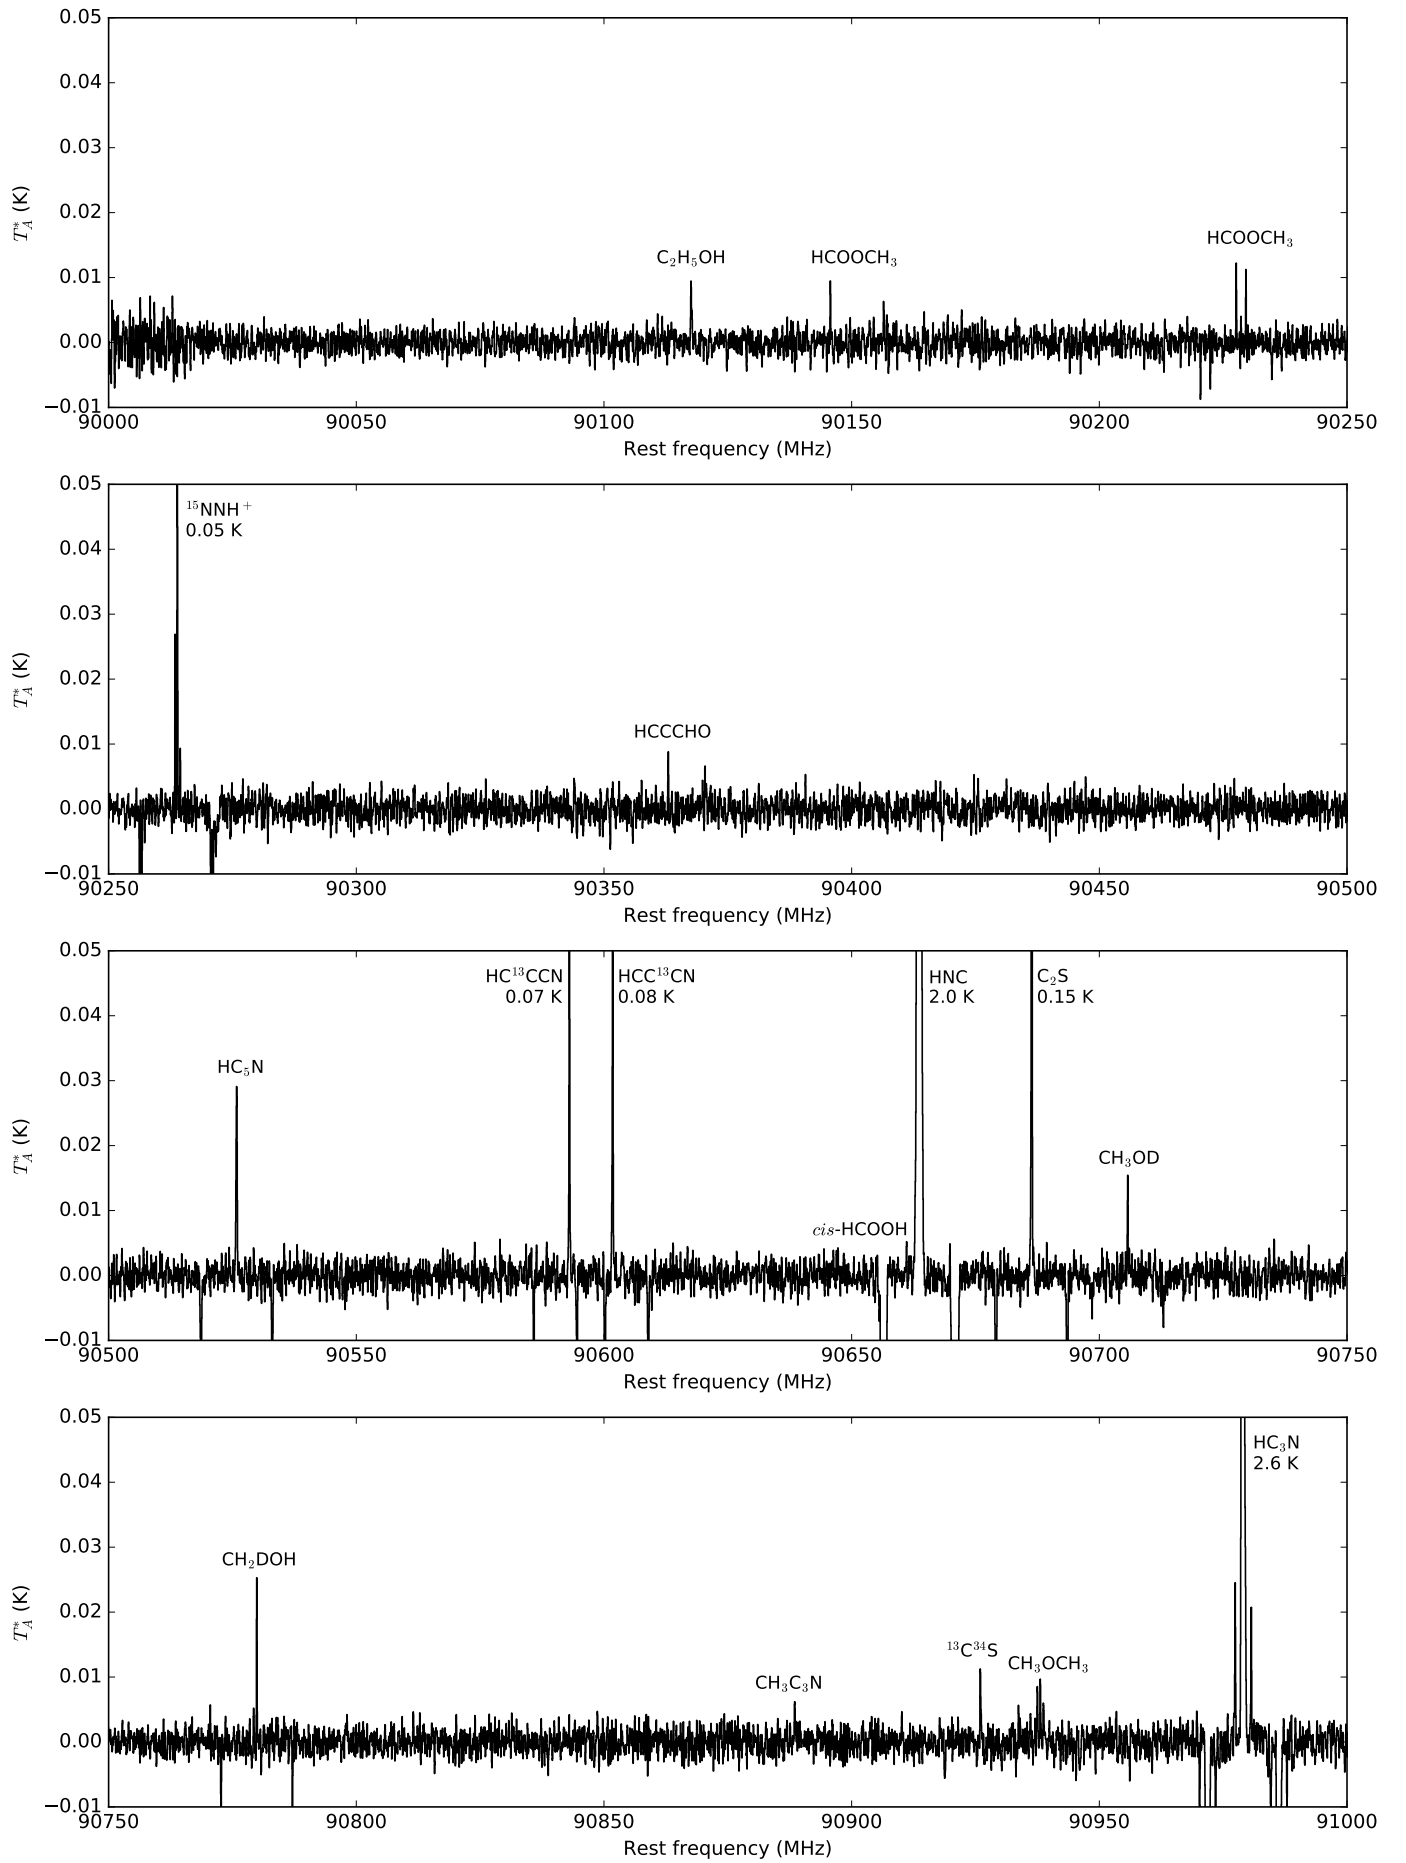 0.05
0.04
0.03
0.02
0.01
0.00
−0.01
T*A (K)
C2H5OH
HCOOCH3
HCOOCH3
90000 90050 90100 90150 90200 90250
Rest frequency (MHz)
0.05
0.04
0.03
0.02
0.01
0.00
−0.01
T*A (K)
15NNH+
0.05 K
HCCCHO
90250 90300 90350 90400 90450 90500
Rest frequency (MHz)
0.05
0.04
0.03
0.02
0.01
0.00
−0.01
T*A (K)
HC5N
HC13CCN
0.07 K
HCC13CN
0.08 K
cis-HCOOH
HNC
2.0 K
C2S
0.15 K
CH3OD
90500 90550 90600 90650 90700 90750
Rest frequency (MHz)
0.05
0.04
0.03
0.02
0.01
0.00
−0.01
T*A (K)
CH2DOH
CH3C3N
13C34S
CH3OCH3
HC3N
2.6 K
90750 90800 90850 90900 90950 91000
Rest frequency (MHz)